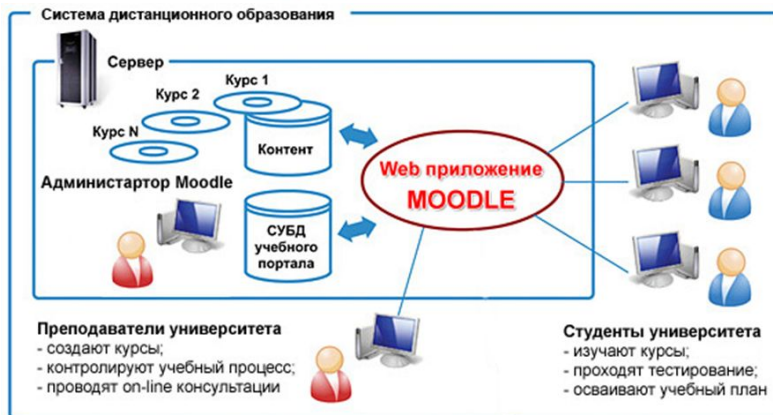 Система дистанционного образования
Сервер
Курс 1
Курс 2
Курс N
Контент
Администартор Moodle
СУБД
учебного
портала
Web приложение
MOODLE
Преподаватели университета
- создают курсы;
- контролируют учебный процесс;
- проводят on-line консультации
Студенты университета
- изучают курсы;
- проходят тестирование;
- осваивают учебный план